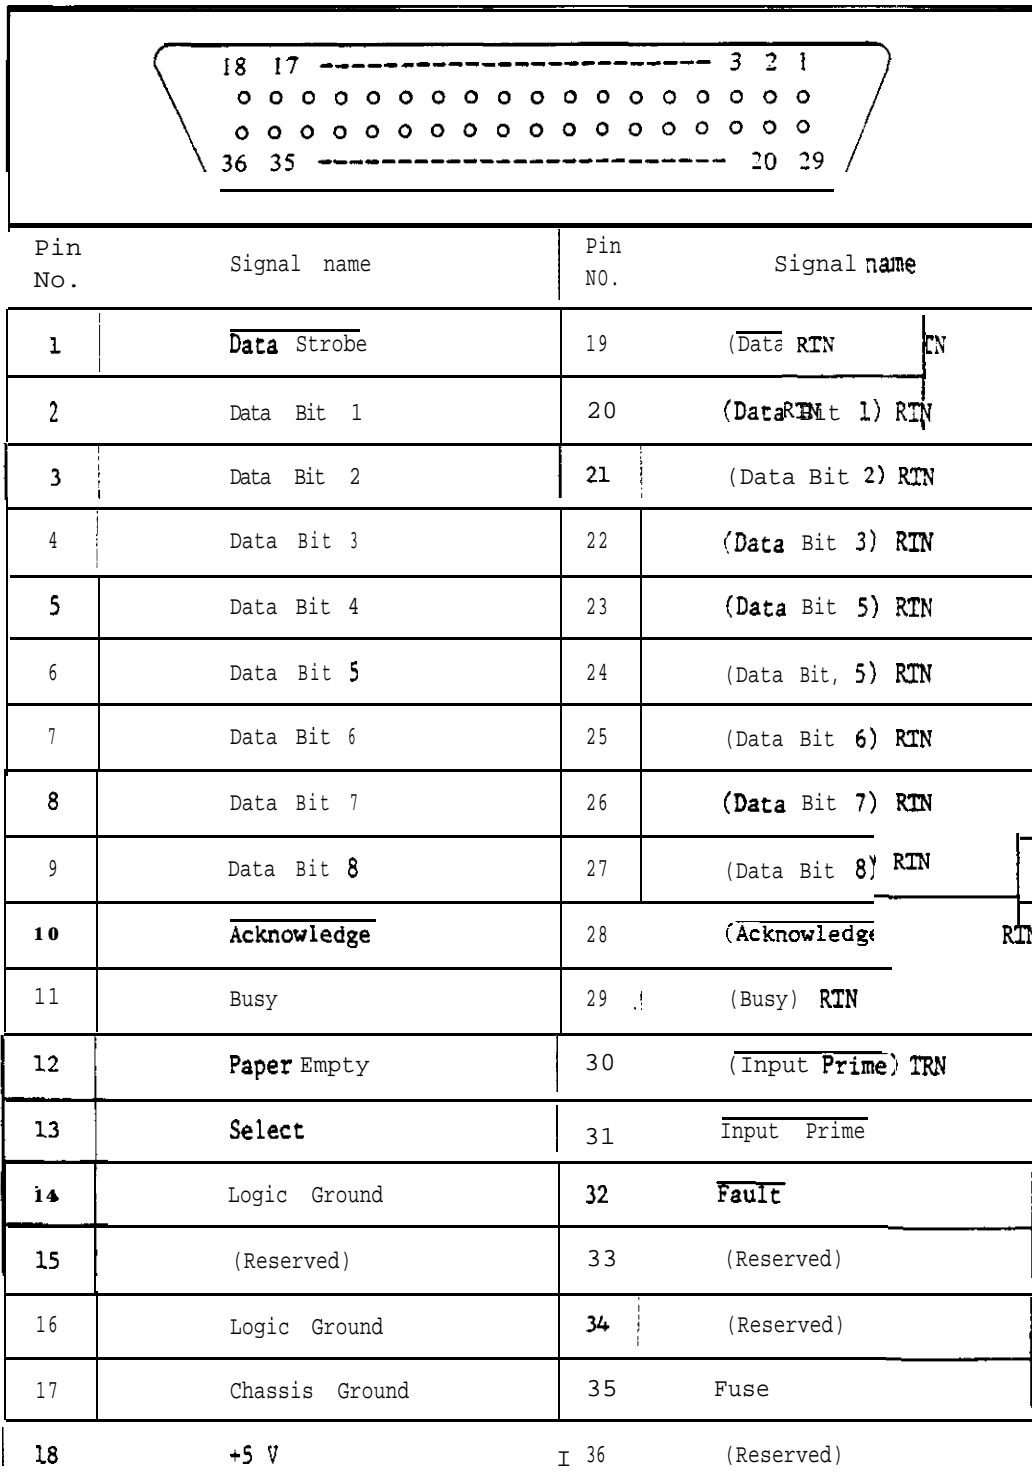 18 17 3 2 1
36 35 20 29
Pin No. Signal name Pin NO. Signal name
1 Data Strobe 19 (Data RTN
2 Data Bit 1 20 (Data Bit 1) RTN
3 Data Bit 2 21 (Data Bit 2) RTN
4 Data Bit 3 22 (Data Bit 3) RTN
5 Data Bit 4 23 (Data Bit 5) RTN
6 Data Bit 5 24 (Data Bit, 5) RTN
7 Data Bit 6 25 (Data Bit 6) RTN
8 Data Bit 7 26 (Data Bit 7) RTN
9 Data Bit 8 27 (Data Bit 8) RTN
10 Acknowledge 28 (Acknowledge RTN
11 Busy 29 (Busy) RTN
12 Paper Empty 30 (Input Prime) TRN
13 Select 31 Input Prime
14 Logic Ground 32 Fault
15 (Reserved) 33 (Reserved)
16 Logic Ground 34 (Reserved)
17 Chassis Ground 35 Fuse
18 +5 V 36 (Reserved)